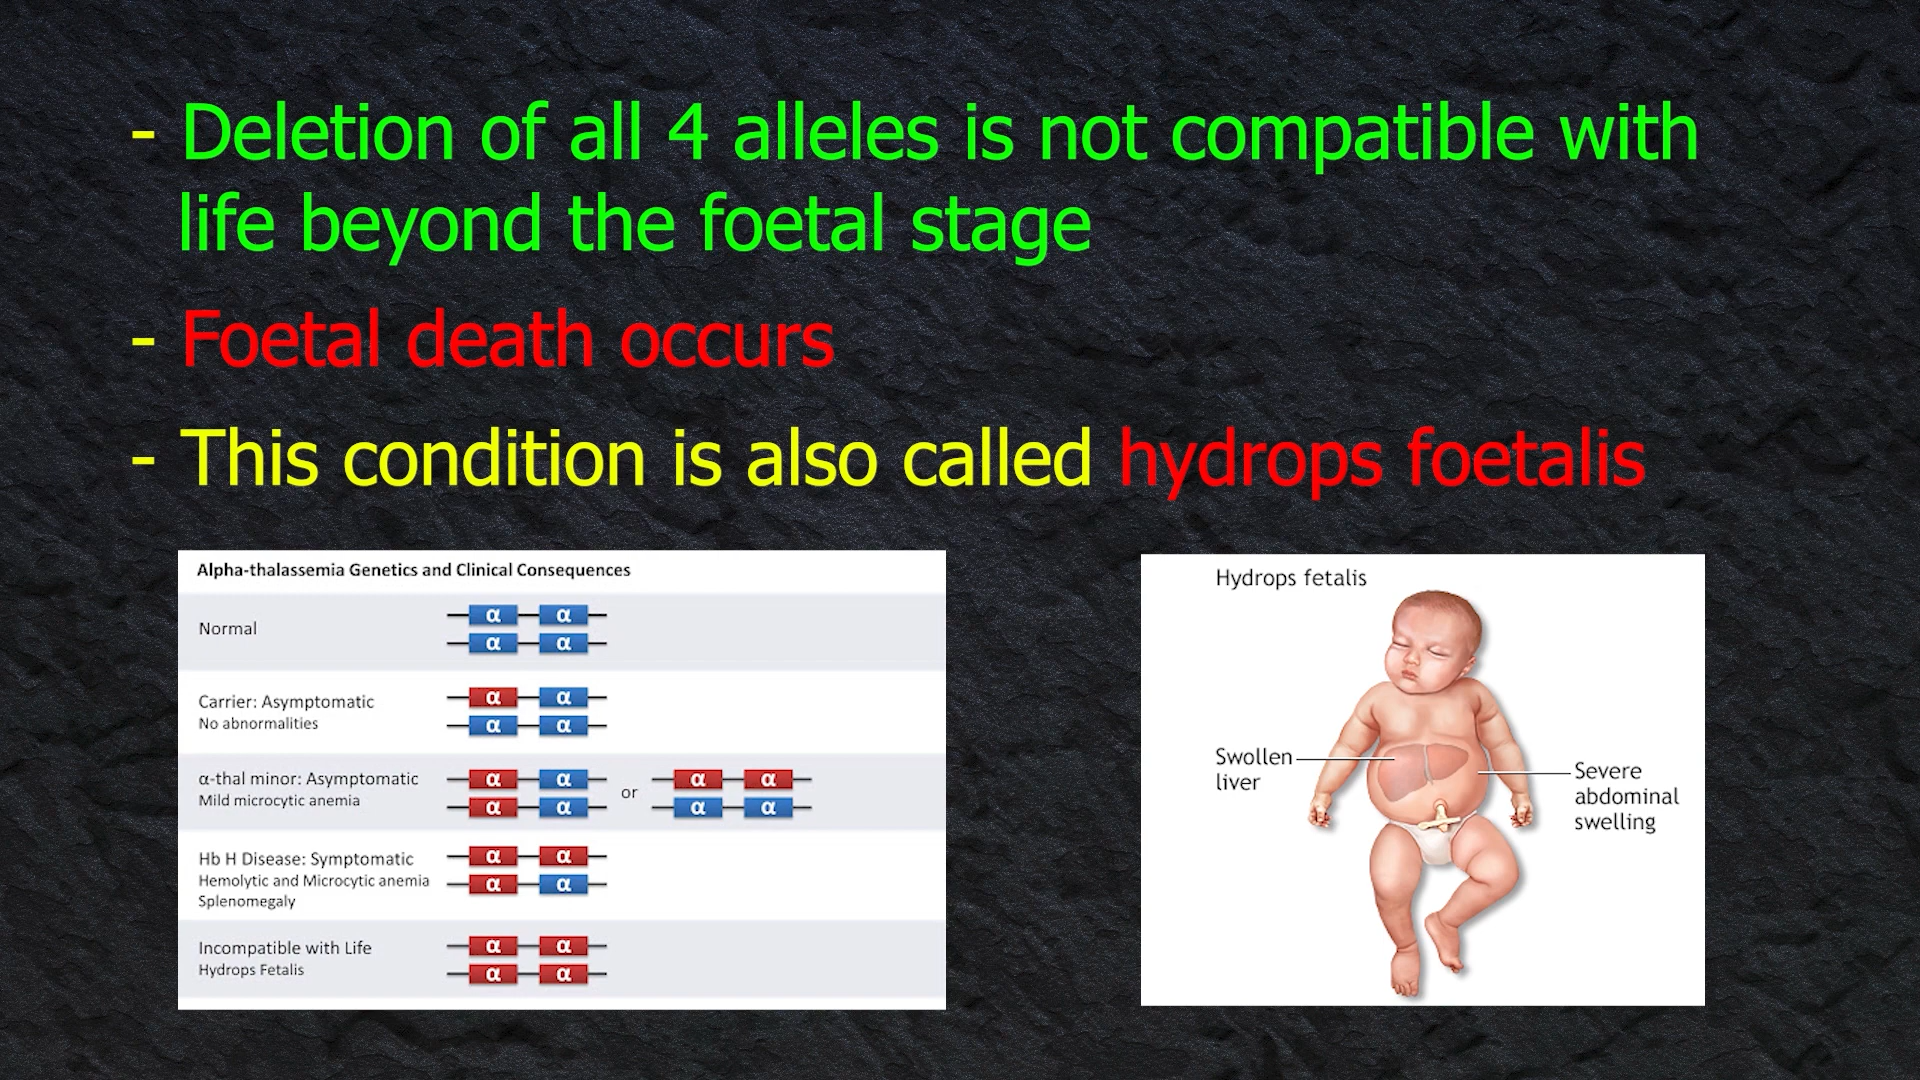 - Deletion of all 4 alleles is not compatible with
life beyond the foetal stage
- Foetal death occurs
- This condition is also called hydrops foetalis
Alpha-thalassemia Genetics and Clinical Consequences
Normal
α α
α α
Carrier: Asymptomatic
No abnormalities
α α
α α
α-thal minor: Asymptomatic
Mild microcytic anemia
α α or α α
α α α α
Hb H Disease: Symptomatic
Hemolytic and Microcytic anemia
Splenomegaly
α α
α α
Incompatible with Life
Hydrops Fetalis
α α
α α
Hydrops fetalis
Swollen
liver
Severe
abdominal
swelling